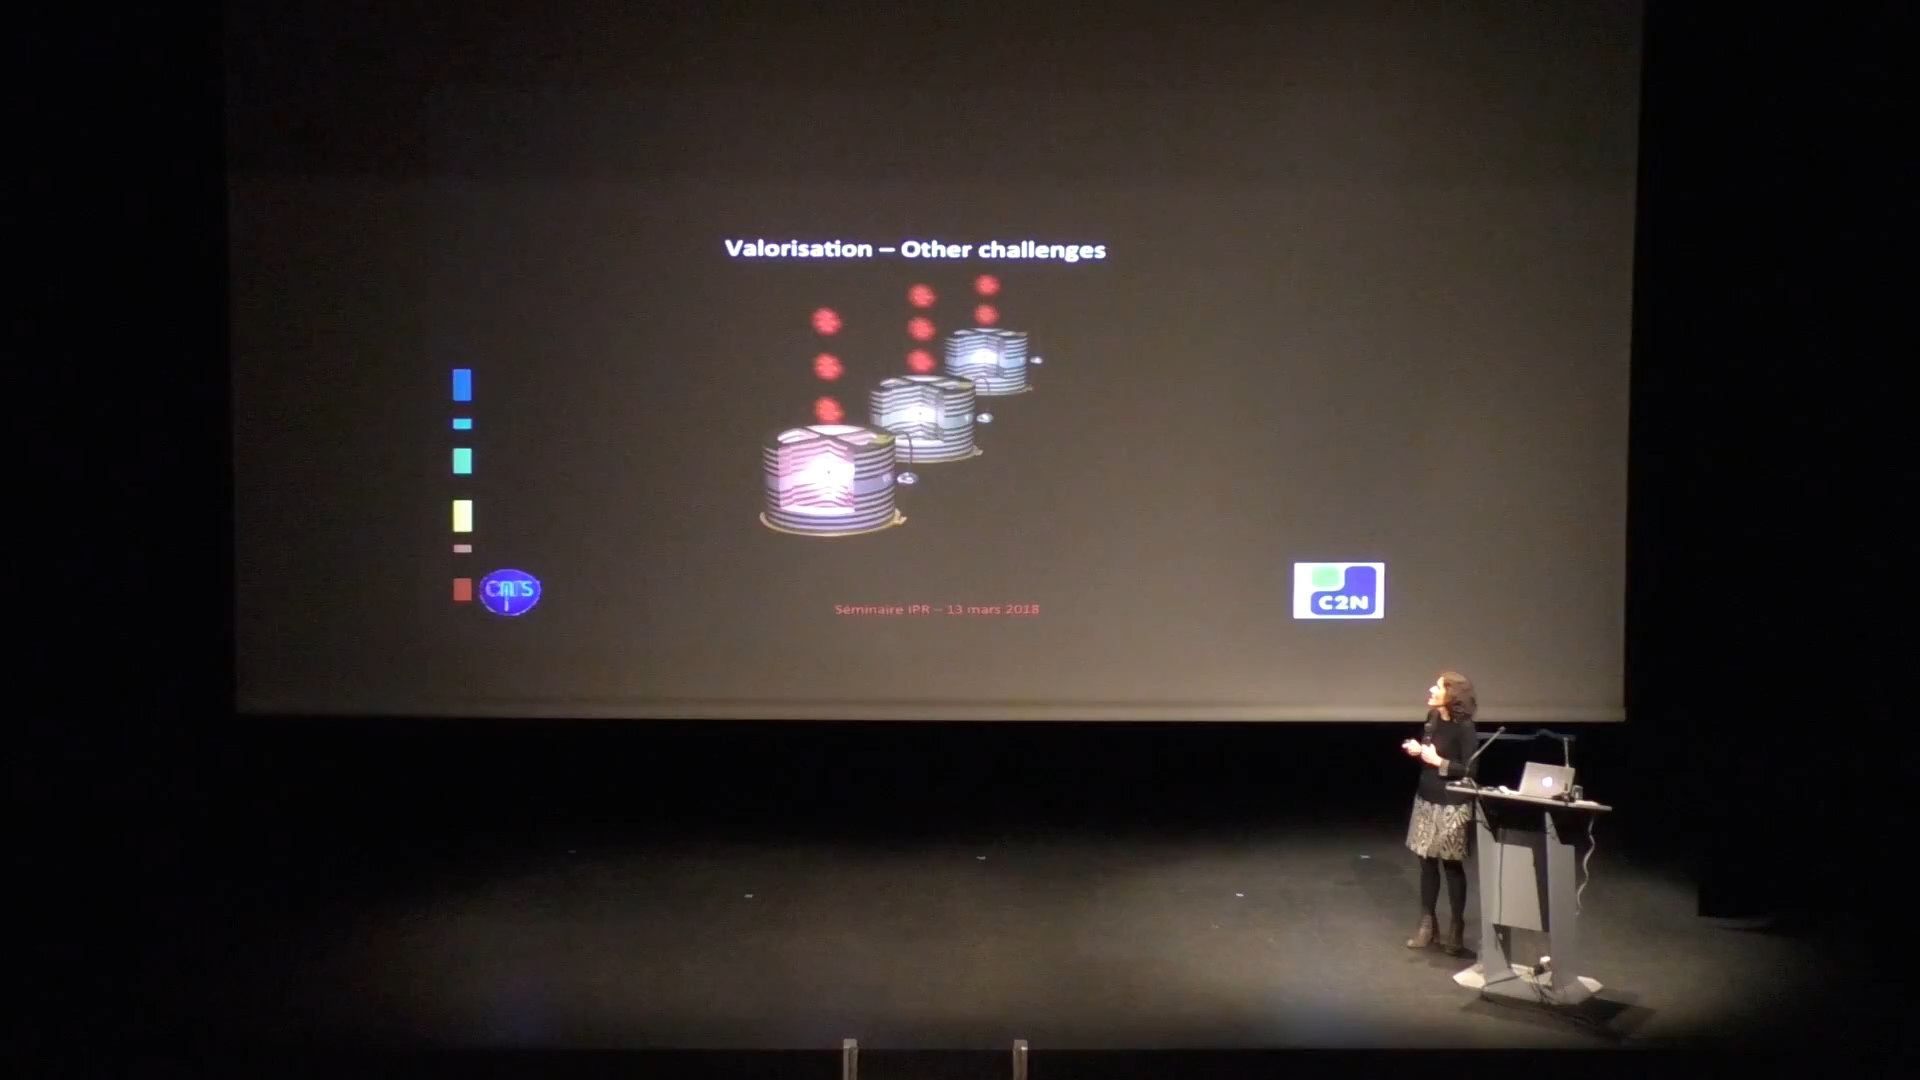 Valorisation – Other challenges
cnrs
Séminaire IPR – 13 mars 2018
C2N